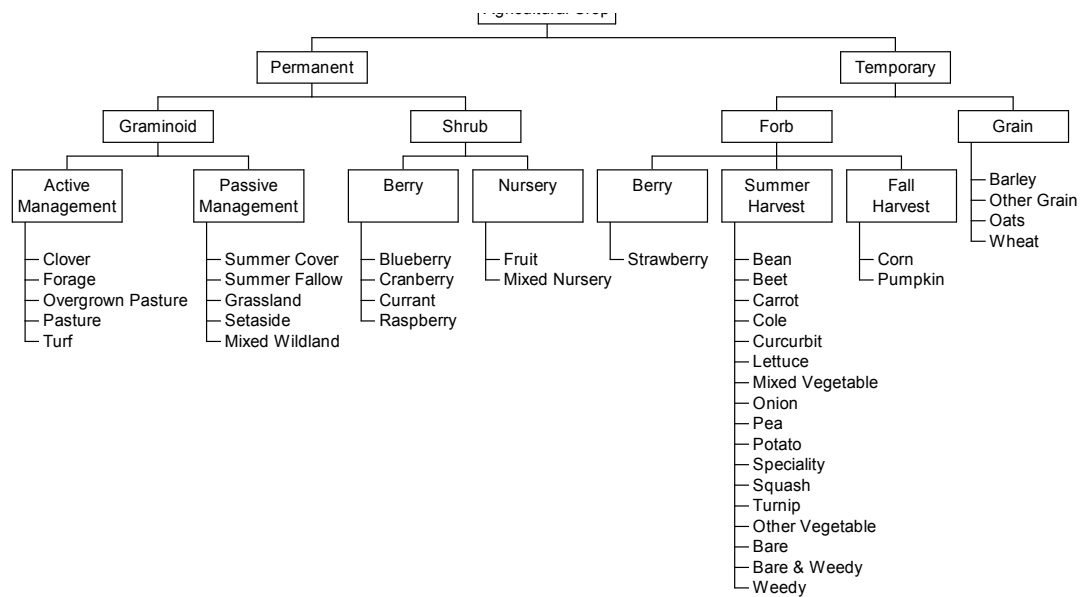 Agricultural Crop
Permanent
Temporary
Graminoid
Shrub
Forb
Grain
Active
Management
Passive
Management
Berry
Nursery
Berry
Summer
Harvest
Fall
Harvest
Clover
Forage
Overgrown Pasture
Pasture
Turf
Summer Cover
Summer Fallow
Grassland
Setaside
Mixed Wildland
Blueberry
Cranberry
Currant
Raspberry
Fruit
Mixed Nursery
Strawberry
Bean
Beet
Carrot
Cole
Curcurbit
Lettuce
Mixed Vegetable
Onion
Pea
Potato
Speciality
Squash
Turnip
Other Vegetable
Bare
Bare & Weedy
Weedy
Corn
Pumpkin
Barley
Other Grain
Oats
Wheat